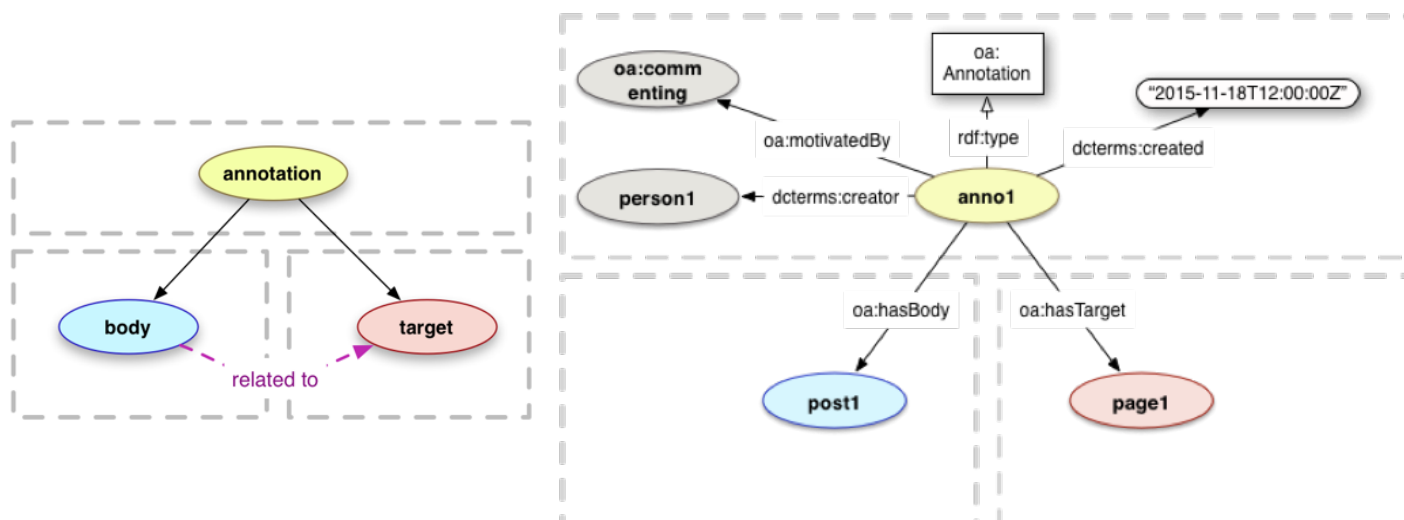 annotation
body
target
related to
oa:comm
enting
oa:
Annotation
“2015-11-18T12:00:00Z”
oa:motivatedBy
rdf:type
dcterms:created
person1
dcterms:creator
anno1
oa:hasBody
oa:hasTarget
post1
page1